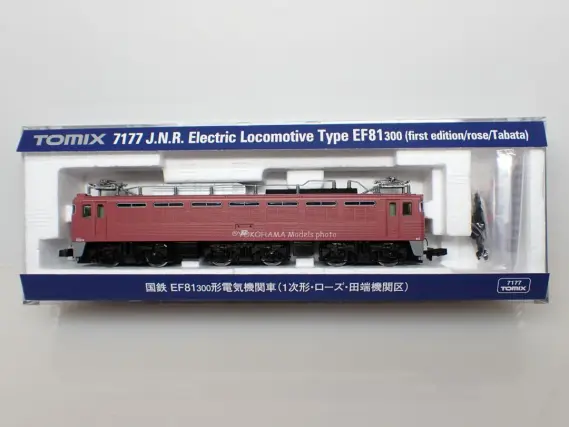 TOMIX 7177 J.N.R. Electric Locomotive Type EF81 300 (first edition/rose/Tabata)
© YOKOHAMA Models photo
国鉄 EF81 300形電気機関車(1次形・ローズ・田端機関区)
7177
TOMIX